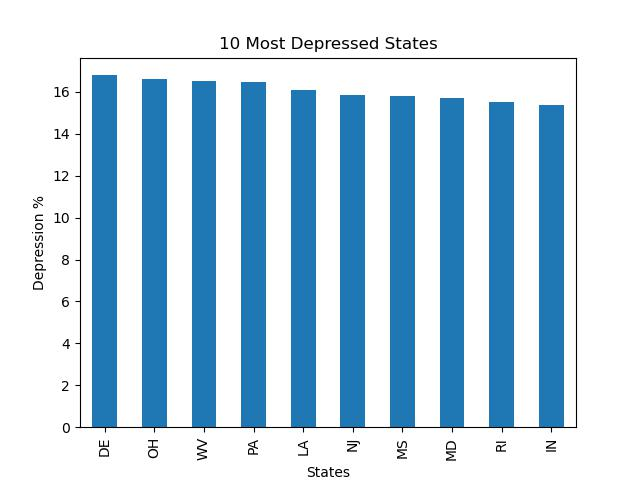 10 Most Depressed States
Depression %
16
14
12
10
8
6
4
2
0
DE OH WV PA LA NJ MS MD RI IN
States